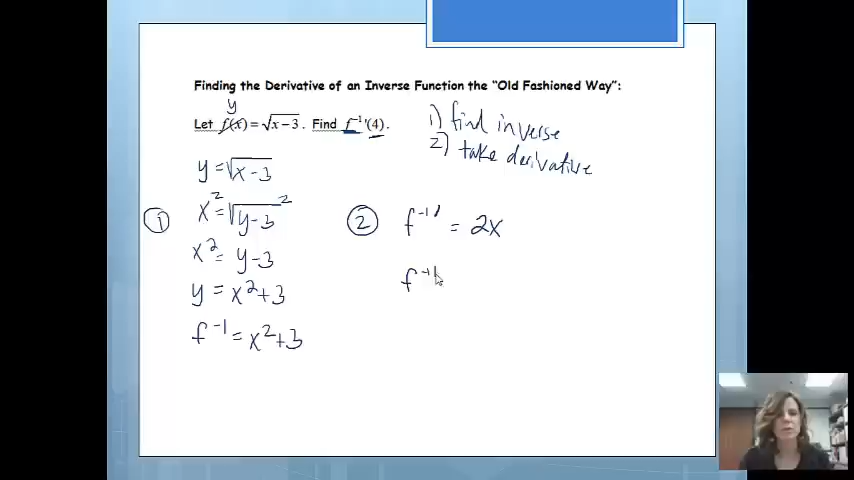 Finding the Derivative of an Inverse Function the “Old Fashioned Way”:
y
Let f(x) = √x−3 . Find f⁻¹'(4).
1) find inverse
2) take derivative
y = √x-3
① x² = √y-3²
x² = y-3
y = x²+3
f⁻¹ = x²+3
② f⁻¹' = 2x
f⁻¹